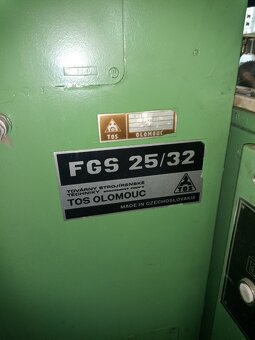 TOS
OLOMOUC
FGS 25/32
TOVÁRNY STROJÍRENSKÉ
TECHNIKY
TOS OLOMOUC
TOS
MADE IN CZECHOSLOVAKIA